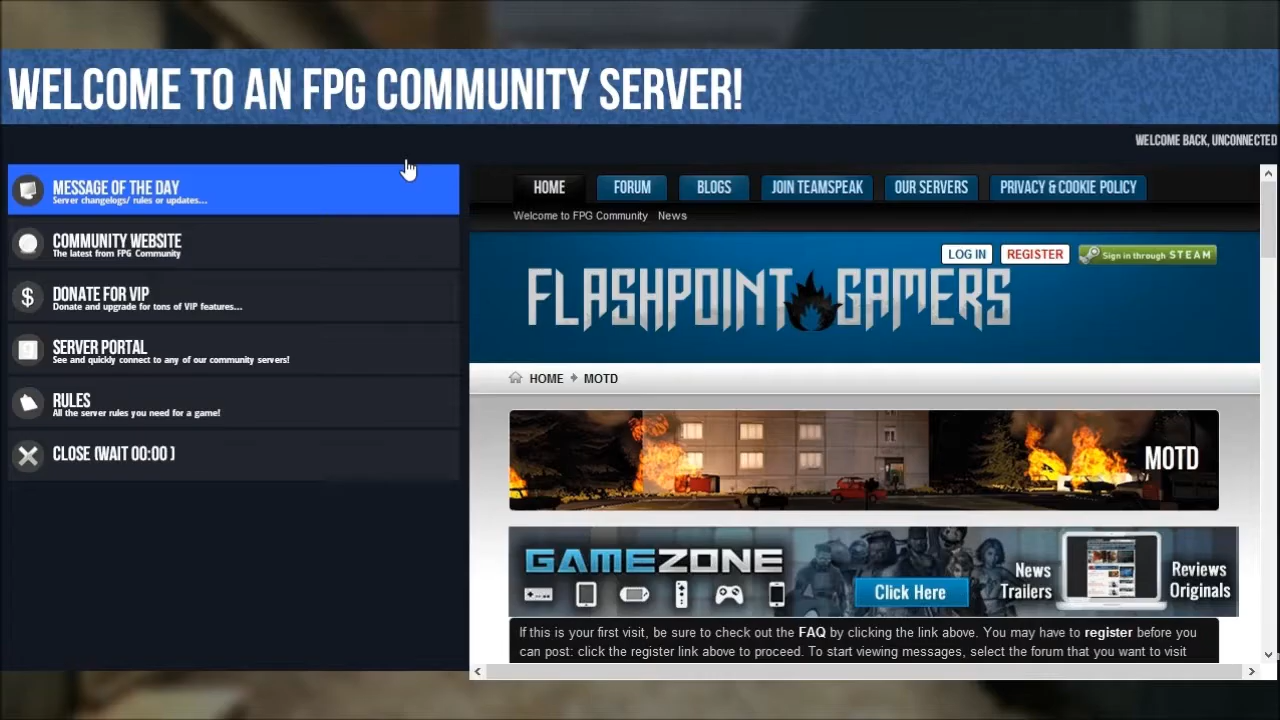 WELCOME TO AN FPG COMMUNITY SERVER!
WELCOME BACK, UNCONNECTED
MESSAGE OF THE DAY
Server changelogs/ rules or updates...
COMMUNITY WEBSITE
The latest from FPG Community
DONATE FOR VIP
Donate and upgrade for tons of VIP features...
SERVER PORTAL
See and quickly connect to any of our community servers!
RULES
All the server rules you need for a game!
CLOSE (WAIT 00:00 )
HOME FORUM BLOGS JOIN TEAMSPEAK OUR SERVERS PRIVACY & COOKIE POLICY
Welcome to FPG Community News
LOG IN REGISTER Sign in through STEAM
FLASHPOINT GAMERS
HOME MOTD
MOTD
GAMEZONE
Click Here
News
Trailers
Reviews
Originals
If this is your first visit, be sure to check out the FAQ by clicking the link above. You may have to register before you
can post: click the register link above to proceed. To start viewing messages, select the forum that you want to visit